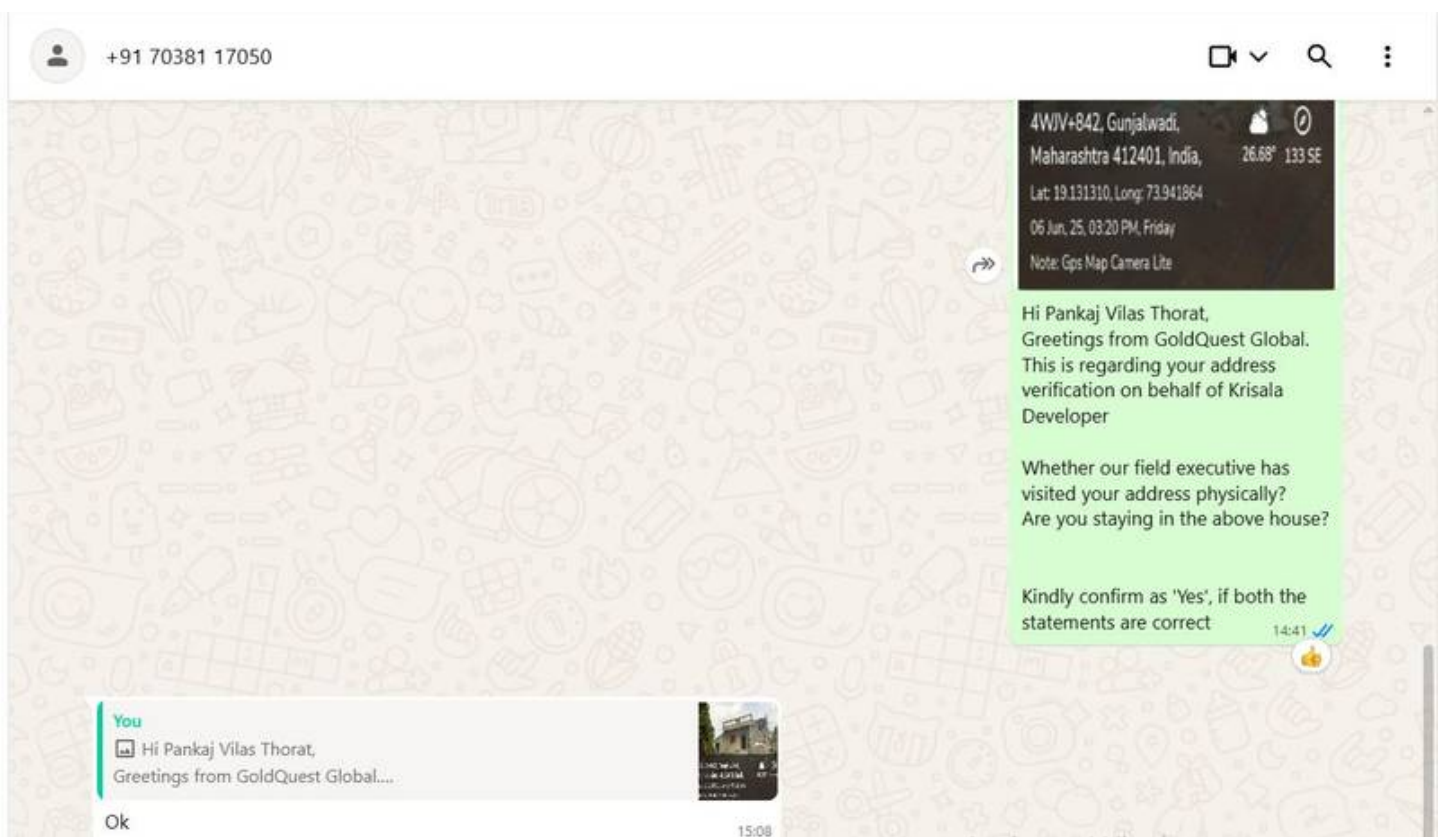 +91 70381 17050
4WJV+842, Gunjalwadi,
Maharashtra 412401, India,
26.68° 133 SE
Lat: 19.131310, Long: 73.941864
06 Jun, 25, 03:20 PM, Friday
Note: Gps Map Camera Lite
Hi Pankaj Vilas Thorat,
Greetings from GoldQuest Global.
This is regarding your address
verification on behalf of Krisala
Developer
Whether our field executive has
visited your address physically?
Are you staying in the above house?
Kindly confirm as 'Yes', if both the
statements are correct
14:41
You
Hi Pankaj Vilas Thorat,
Greetings from GoldQuest Global....
Ok
15:08